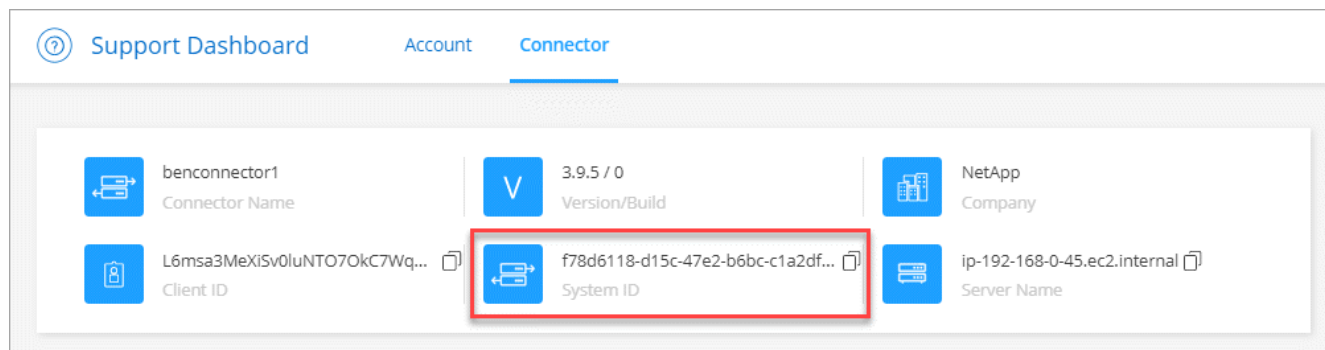 Support Dashboard Account Connector
benconnector1
Connector Name
V
3.9.5 / 0
Version/Build
NetApp
Company
L6msa3MeXiSv0luNTO7OkC7Wq...
Client ID
f78d6118-d15c-47e2-b6bc-c1a2df...
System ID
ip-192-168-0-45.ec2.internal
Server Name